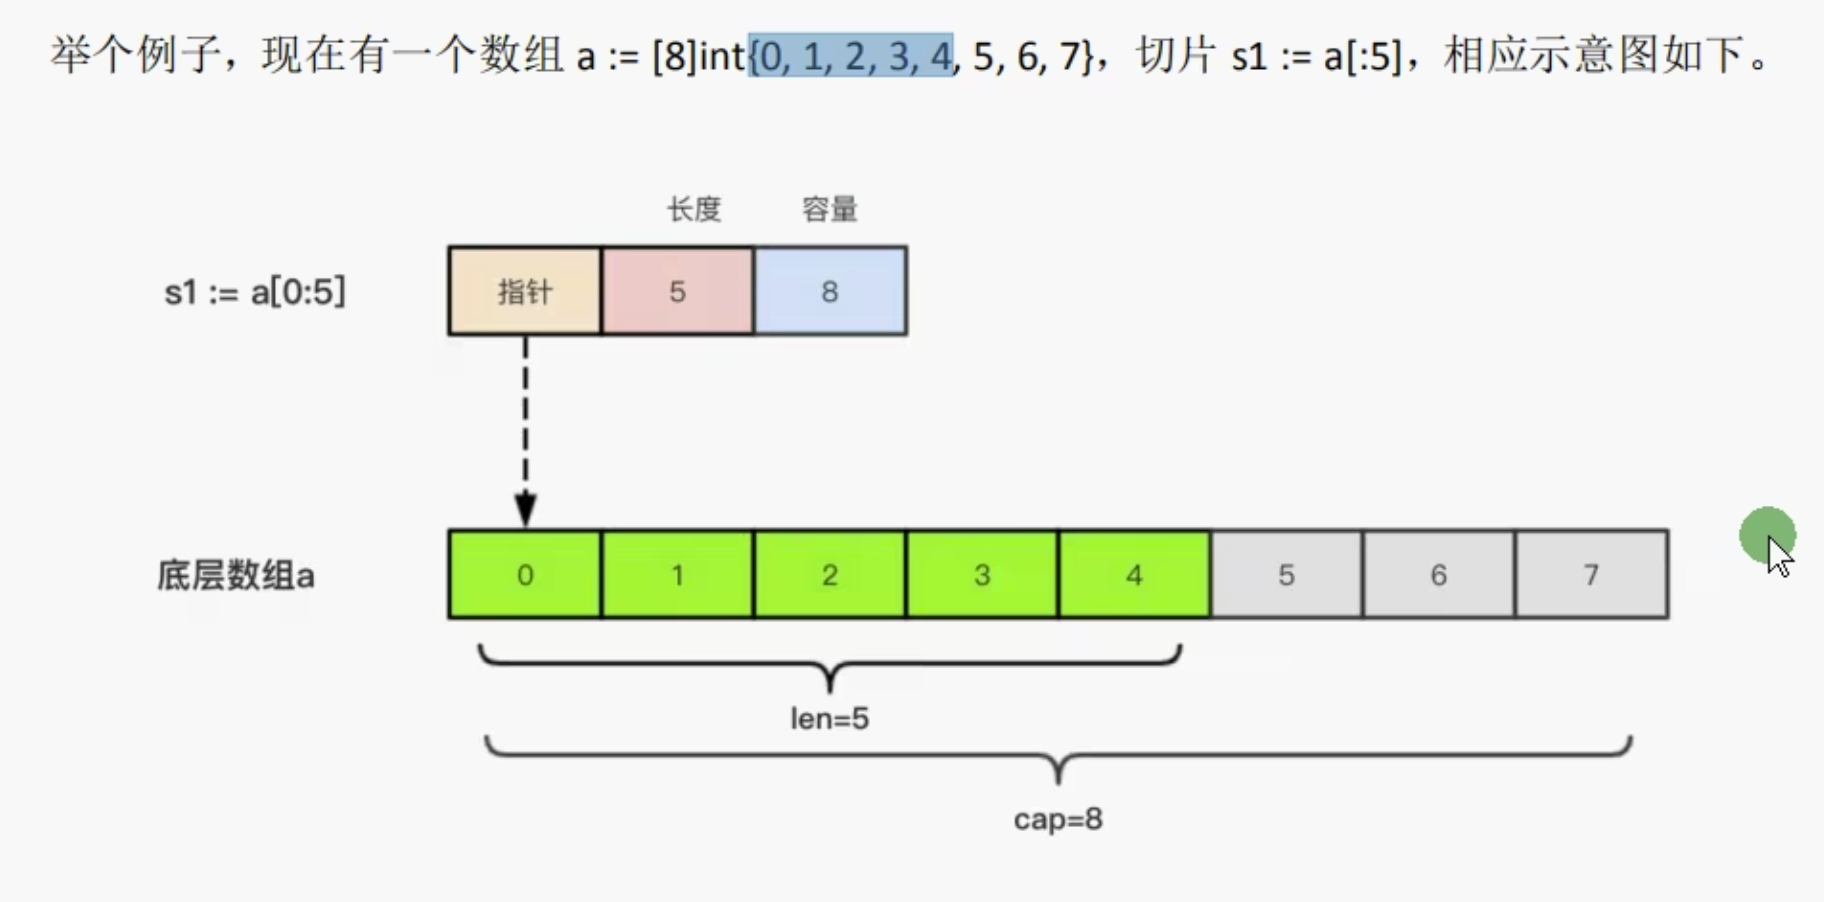 举个例子，现在有一个数组 a := [8]int{0, 1, 2, 3, 4, 5, 6, 7}，切片 s1 := a[:5]，相应示意图如下。
长度 容量
s1 := a[0:5] 指针 5 8
底层数组a 0 1 2 3 4 5 6 7
len=5
cap=8